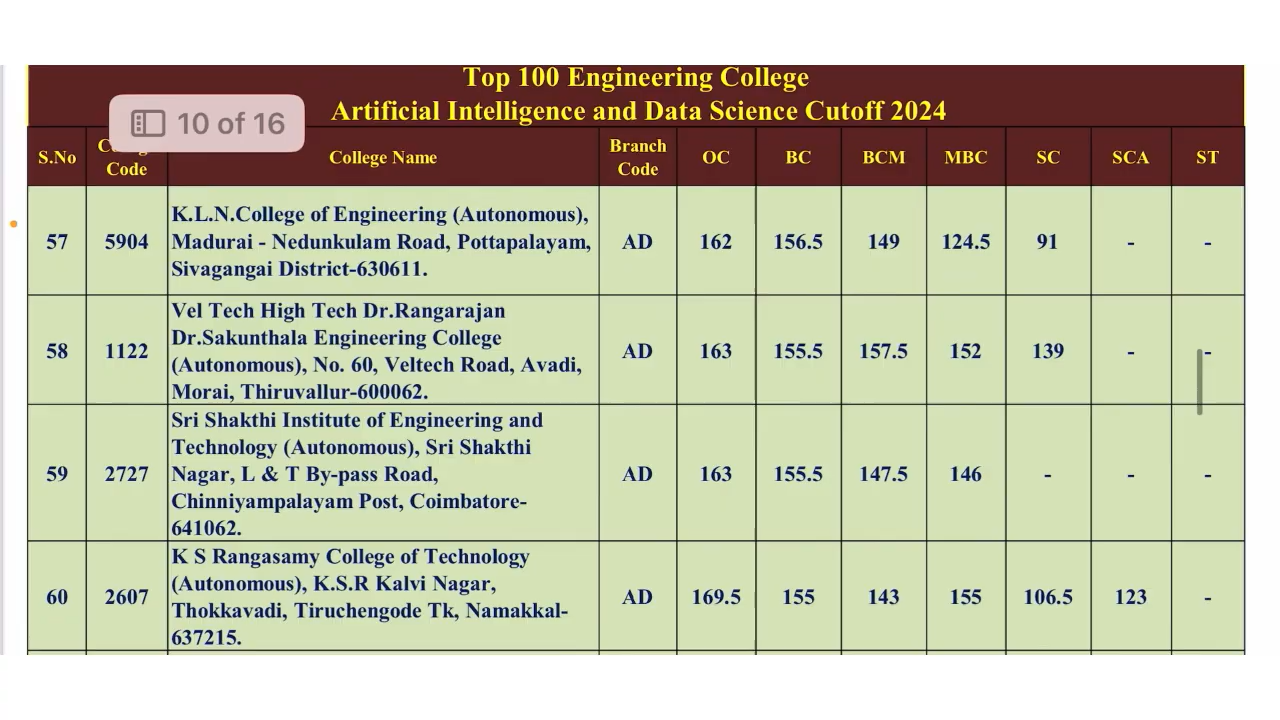 Top 100 Engineering College
Artificial Intelligence and Data Science Cutoff 2024
10 of 16
S.No
Code
College Name
Branch
Code
OC
BC
BCM
MBC
SC
SCA
ST
57
5904
K.L.N.College of Engineering (Autonomous),
Madurai - Nedunkulam Road, Pottapalayam,
Sivagangai District-630611.
AD
162
156.5
149
124.5
91
-
-
58
1122
Vel Tech High Tech Dr.Rangarajan
Dr.Sakunthala Engineering College
(Autonomous), No. 60, Veltech Road, Avadi,
Morai, Thiruvallur-600062.
AD
163
155.5
157.5
152
139
-
-
59
2727
Sri Shakthi Institute of Engineering and
Technology (Autonomous), Sri Shakthi
Nagar, L & T By-pass Road,
Chinniyampalayam Post, Coimbatore-
641062.
AD
163
155.5
147.5
146
-
-
-
60
2607
K S Rangasamy College of Technology
(Autonomous), K.S.R Kalvi Nagar,
Thokkavadi, Tiruchengode Tk, Namakkal-
637215.
AD
169.5
155
143
155
106.5
123
-